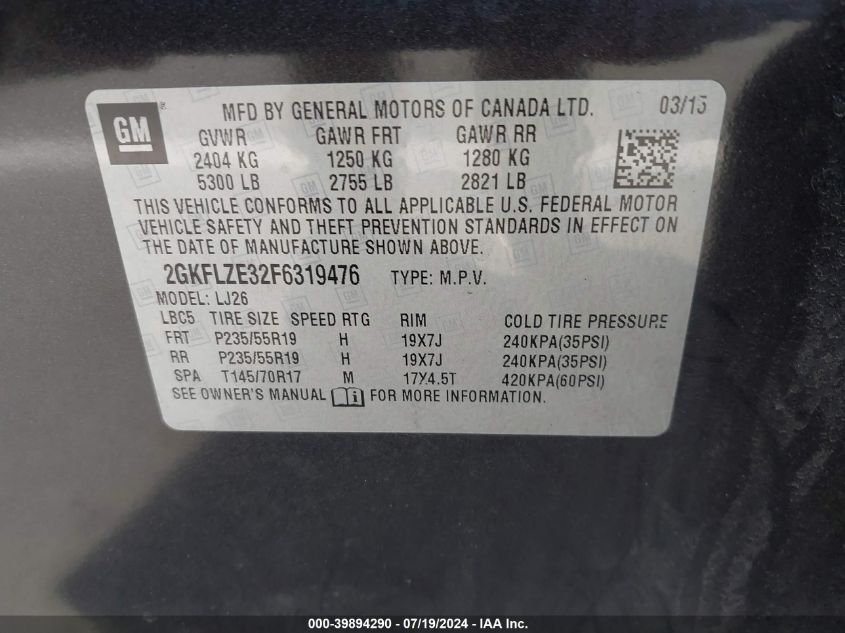 GM MFD BY GENERAL MOTORS OF CANADA LTD. 03/15
GVWR GAWR FRT GAWR RR
2404 KG 1250 KG 1280 KG
5300 LB 2755 LB 2821 LB
THIS VEHICLE CONFORMS TO ALL APPLICABLE U.S. FEDERAL MOTOR
VEHICLE SAFETY AND THEFT PREVENTION STANDARDS IN EFFECT ON
THE DATE OF MANUFACTURE SHOWN ABOVE.
2GKFLZE32F6319476 TYPE: M.P.V.
MODEL: LJ26
LBC5 TIRE SIZE SPEED RTG RIM COLD TIRE PRESSURE
FRT P235/55R19 H 19X7J 240KPA(35PSI)
RR P235/55R19 H 19X7J 240KPA(35PSI)
SPA T145/70R17 M 17X4.5T 420KPA(60PSI)
SEE OWNER'S MANUAL FOR MORE INFORMATION.
000-39894290 - 07/19/2024 - IAA Inc.